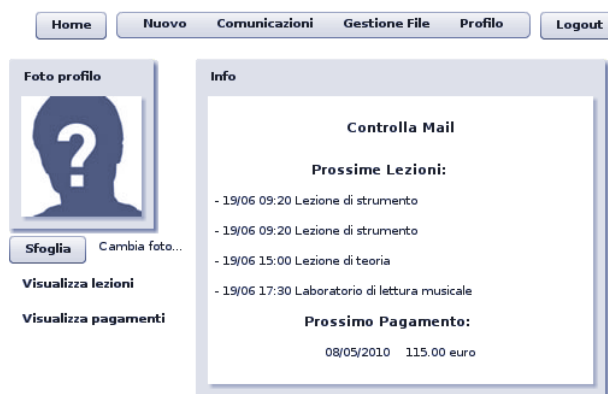 Home Nuovo Comunicazioni Gestione File Profilo Logout
Foto profilo
?
Sfoglia Cambia foto...
Visualizza lezioni
Visualizza pagamenti
Info
Controlla Mail
Prossime Lezioni:
- 19/06 09:20 Lezione di strumento
- 19/06 09:20 Lezione di strumento
- 19/06 15:00 Lezione di teoria
- 19/06 17:30 Laboratorio di lettura musicale
Prossimo Pagamento:
08/05/2010 115.00 euro